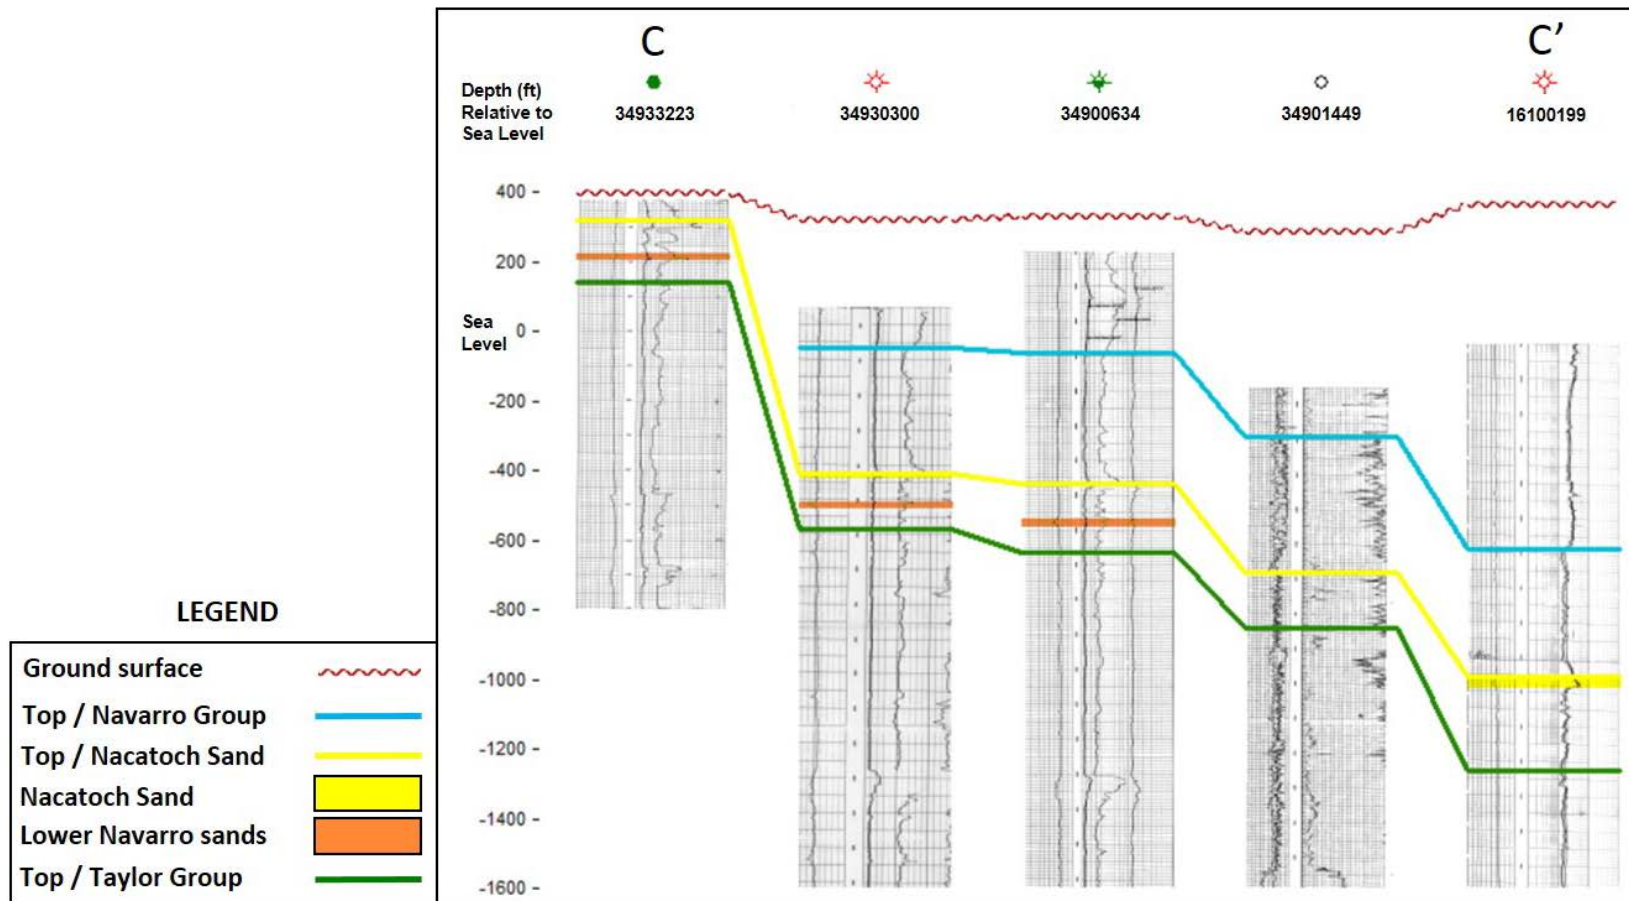 C
C’
Depth (ft)
Relative to
Sea Level
34933223
34930300
34900634
34901449
16100199
400 -
200 -
Sea
Level
0 -
-200 -
-400 -
-600 -
-800 -
-1000 -
-1200 -
-1400 -
-1600 -
LEGEND
Ground surface
Top / Navarro Group
Top / Nacatoch Sand
Nacatoch Sand
Lower Navarro sands
Top / Taylor Group